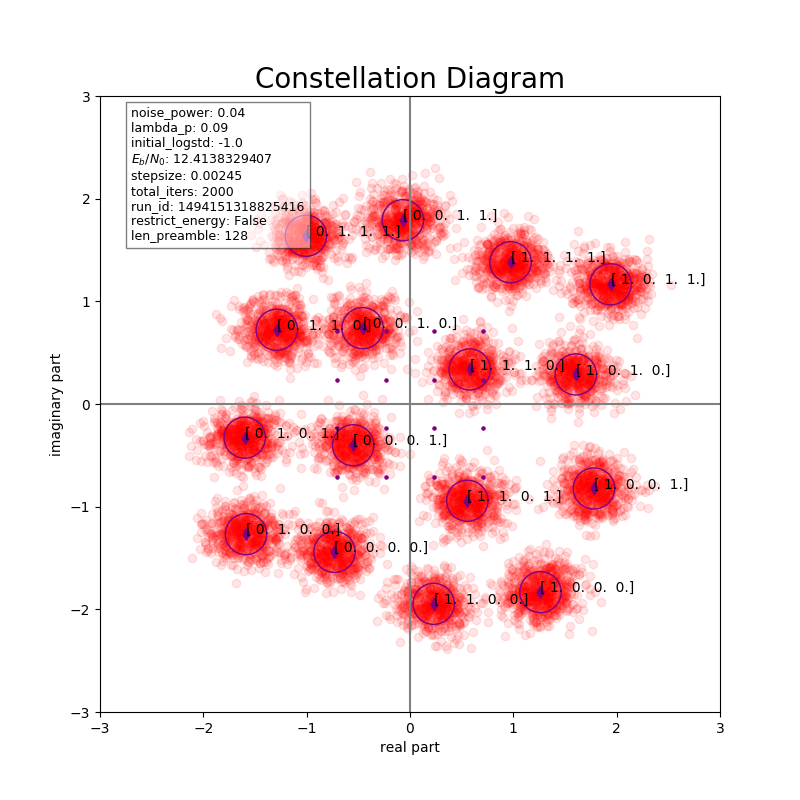 Constellation Diagram
noise_power: 0.04
lambda_p: 0.09
initial_logstd: -1.0
E_b/N_0: 12.4138329407
stepsize: 0.00245
total_iters: 2000
run_id: 1494151318825416
restrict_energy: False
len_preamble: 128
[ 0. 0. 1. 1.]
[ 0. 1. 1. 1.]
[ 1. 1. 1. 1.]
[ 1. 0. 1. 1.]
[ 0. 1. 1. 0.]
[ 0. 0. 1. 0.]
[ 1. 1. 1. 0.]
[ 1. 0. 1. 0.]
[ 0. 1. 0. 1.]
[ 0. 0. 0. 1.]
[ 1. 1. 0. 1.]
[ 1. 0. 0. 1.]
[ 0. 1. 0. 0.]
[ 0. 0. 0. 0.]
[ 1. 1. 0. 0.]
[ 1. 0. 0. 0.]
3
2
1
0
−1
−2
−3
imaginary part
−3 −2 −1 0 1 2 3
real part